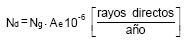 Nd = Ng · Ae 10⁻⁶ [ rayos directos / año ]